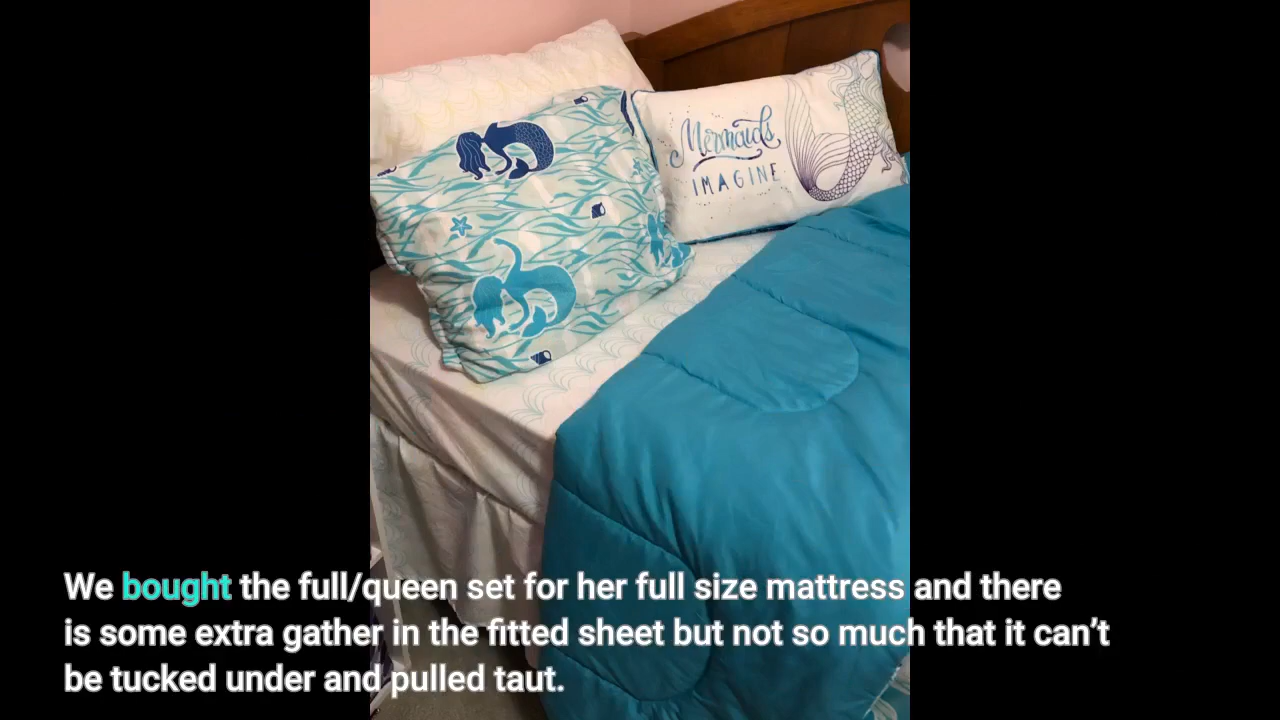 Mermaids
IMAGINE
We bought the full/queen set for her full size mattress and there
is some extra gather in the fitted sheet but not so much that it can’t
be tucked under and pulled taut.